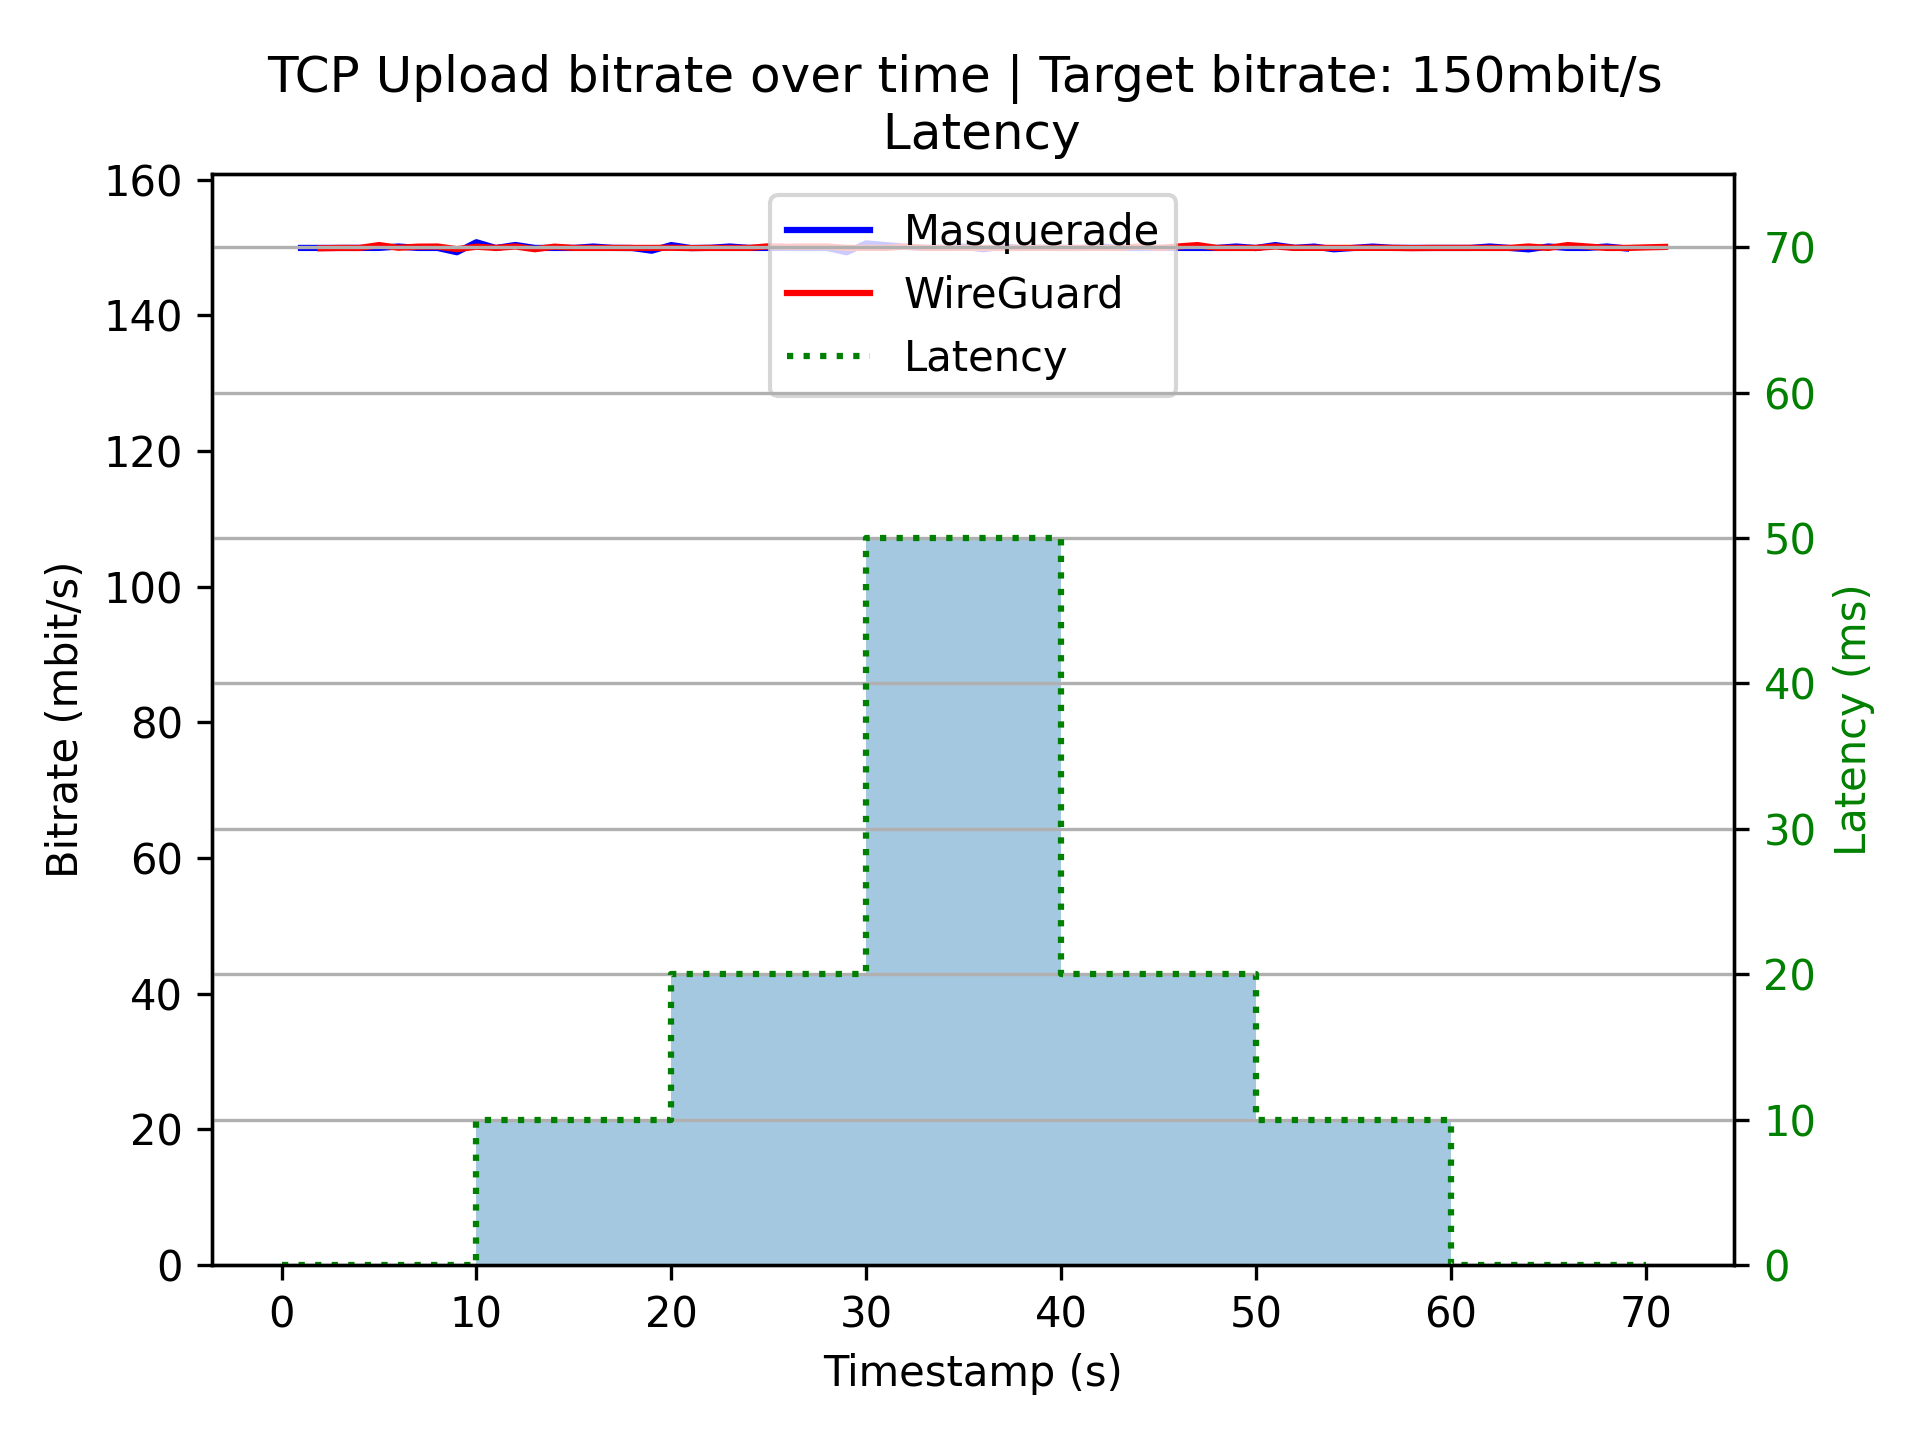 TCP Upload bitrate over time | Target bitrate: 150mbit/s
Latency
Masquerade
WireGuard
Latency
160
140
120
100
80
60
40
20
0
Bitrate (mbit/s)
70
60
50
40
30
20
10
0
Latency (ms)
0 10 20 30 40 50 60 70
Timestamp (s)